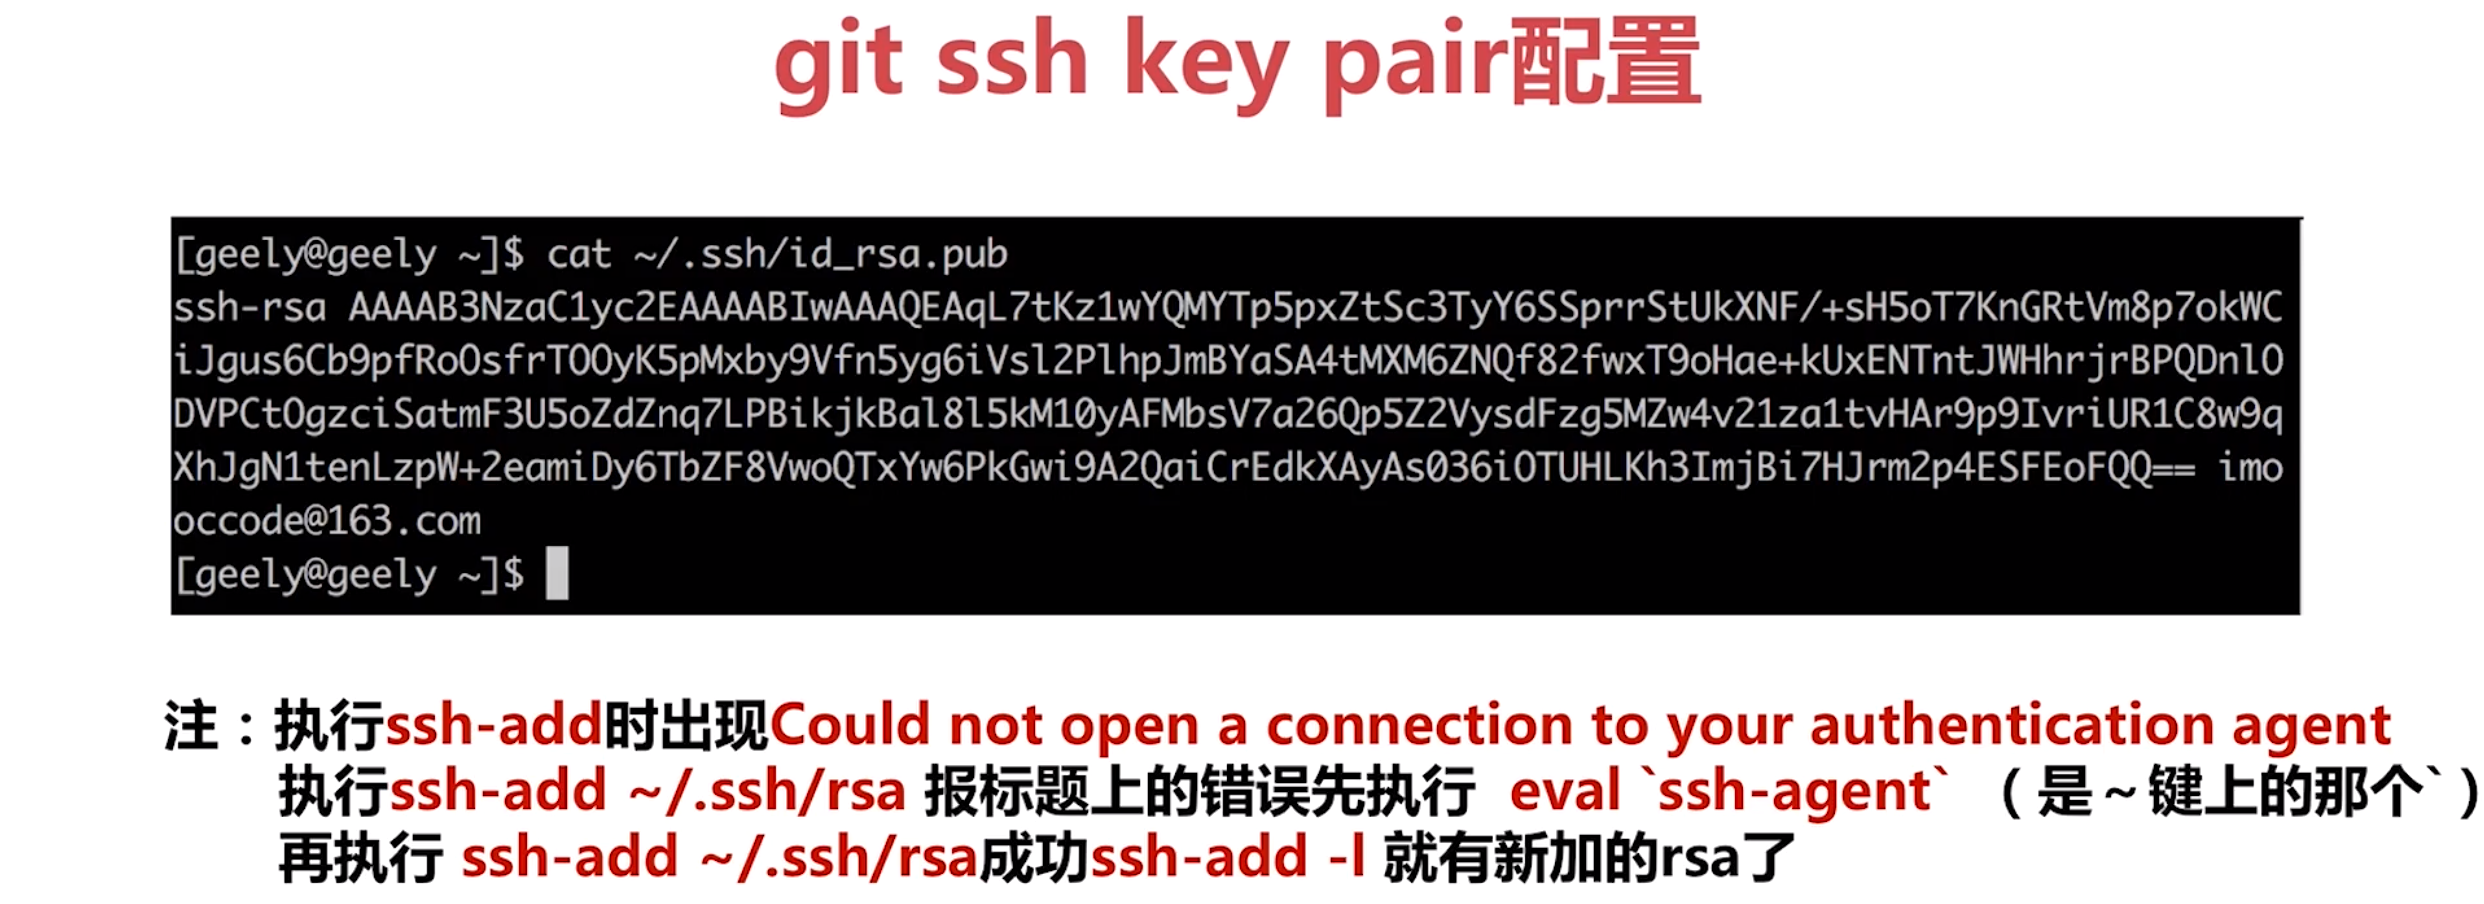 git ssh key pair配置
[geely@geely ~]$ cat ~/.ssh/id_rsa.pub
ssh-rsa AAAAB3NzaC1yc2EAAAABIwAAAQEAqL7tKz1wYQMYTp5pxZtSc3TyY6SSprrStUkXNF/+sH5oT7KnGRtVm8p7okWC
iJgus6Cb9pfRoOsfrTOOyK5pMxby9Vfn5yg6iVsl2PlhpJmBYaSA4tMXM6ZNQf82fwxT9oHae+kUxENTntJWHhrjrBPQDnlO
DVPCtOgzciSatmF3U5oZdZnq7LPBikjkBal8l5kM10yAFMbsV7a26Qp5Z2VysdFzg5MZw4v21za1tvHAr9p9IvriUR1C8w9q
XhJgN1tenLzpW+2eamiDy6TbZF8VwoQTxYw6PkGwi9A2QaiCrEdkXAyAs036iOTUHLKh3ImjBi7HJrm2p4ESFEoFQQ== imo
occode@163.com
[geely@geely ~]$
注：执行ssh-add时出现Could not open a connection to your authentication agent
执行ssh-add ~/.ssh/rsa 报标题上的错误先执行 eval `ssh-agent` （是～键上的那个`）
再执行 ssh-add ~/.ssh/rsa成功ssh-add -l 就有新加的rsa了